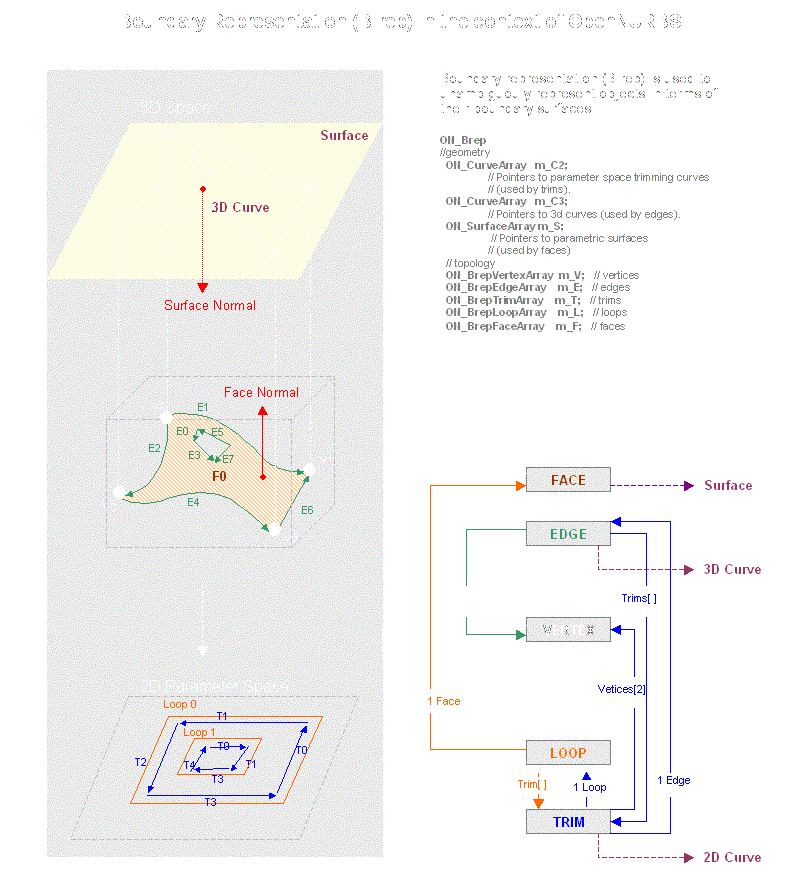 Boundary Representation (B-rep) in the context of OpenNURBS
Boundary representation (B-rep) is used to
unambiguously represent objects in terms of
their boundary surfaces
Surface
3D Curve
Surface Normal
ON_Brep
//geometry
ON_CurveArray m_C2;
// Pointers to parameter space trimming curves
// (used by trims).
ON_CurveArray m_C3;
// Pointers to 3d curves (used by edges).
ON_SurfaceArray m_S;
// Pointers to parametric surfaces
// (used by faces)
// topology
ON_BrepVertexArray m_V; // vertices
ON_BrepEdgeArray m_E; // edges
ON_BrepTrimArray m_T; // trims
ON_BrepLoopArray m_L; // loops
ON_BrepFaceArray m_F; // faces
Face Normal
E1
E0
E5
E2
E3
E7
F0
E4
E6
2D Parameter Space
Loop 0
T1
Loop 1
T0
T0
T2
T4
T1
T3
T3
FACE
Surface
EDGE
3D Curve
Trims[ ]
VERTEX
Vetices[2]
1 Face
LOOP
Trim[ ]
1 Loop
1 Edge
TRIM
2D Curve